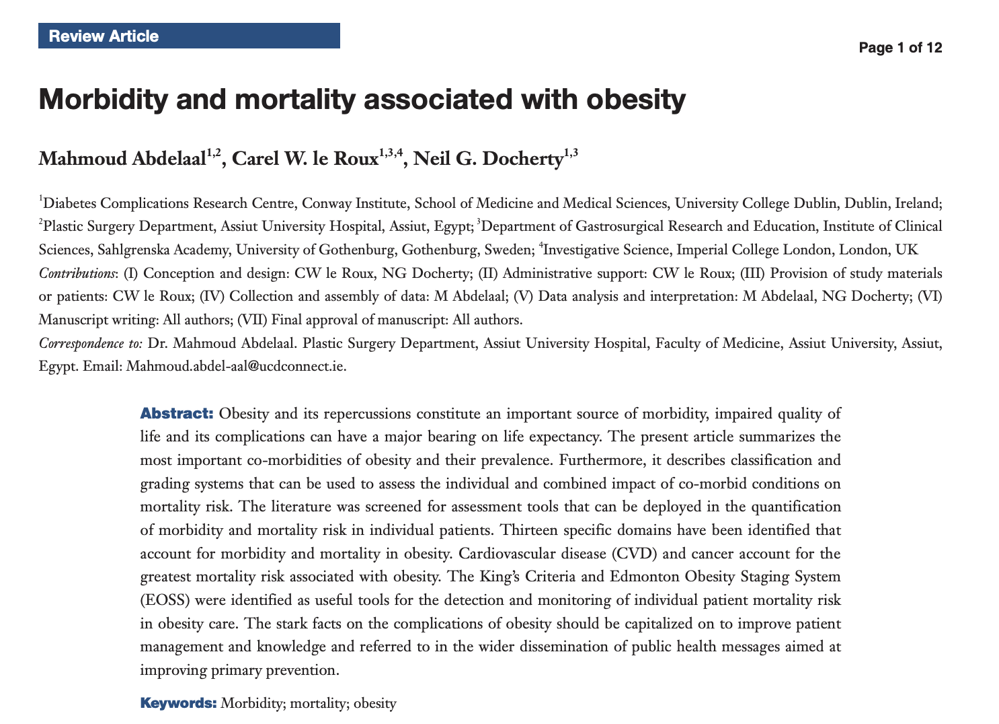 Review Article
Page 1 of 12
Morbidity and mortality associated with obesity
Mahmoud Abdelaal1,2, Carel W. le Roux1,3,4, Neil G. Docherty1,3
1Diabetes Complications Research Centre, Conway Institute, School of Medicine and Medical Sciences, University College Dublin, Dublin, Ireland;
2Plastic Surgery Department, Assiut University Hospital, Assiut, Egypt; 3Department of Gastrosurgical Research and Education, Institute of Clinical
Sciences, Sahlgrenska Academy, University of Gothenburg, Gothenburg, Sweden; 4Investigative Science, Imperial College London, London, UK
Contributions: (I) Conception and design: CW le Roux, NG Docherty; (II) Administrative support: CW le Roux; (III) Provision of study materials
or patients: CW le Roux; (IV) Collection and assembly of data: M Abdelaal; (V) Data analysis and interpretation: M Abdelaal, NG Docherty; (VI)
Manuscript writing: All authors; (VII) Final approval of manuscript: All authors.
Correspondence to: Dr. Mahmoud Abdelaal. Plastic Surgery Department, Assiut University Hospital, Faculty of Medicine, Assiut University, Assiut,
Egypt. Email: Mahmoud.abdel-aal@ucdconnect.ie.
Abstract: Obesity and its repercussions constitute an important source of morbidity, impaired quality of
life and its complications can have a major bearing on life expectancy. The present article summarizes the
most important co-morbidities of obesity and their prevalence. Furthermore, it describes classification and
grading systems that can be used to assess the individual and combined impact of co-morbid conditions on
mortality risk. The literature was screened for assessment tools that can be deployed in the quantification
of morbidity and mortality risk in individual patients. Thirteen specific domains have been identified that
account for morbidity and mortality in obesity. Cardiovascular disease (CVD) and cancer account for the
greatest mortality risk associated with obesity. The King's Criteria and Edmonton Obesity Staging System
(EOSS) were identified as useful tools for the detection and monitoring of individual patient mortality risk
in obesity care. The stark facts on the complications of obesity should be capitalized on to improve patient
management and knowledge and referred to in the wider dissemination of public health messages aimed at
improving primary prevention.
Keywords: Morbidity; mortality; obesity